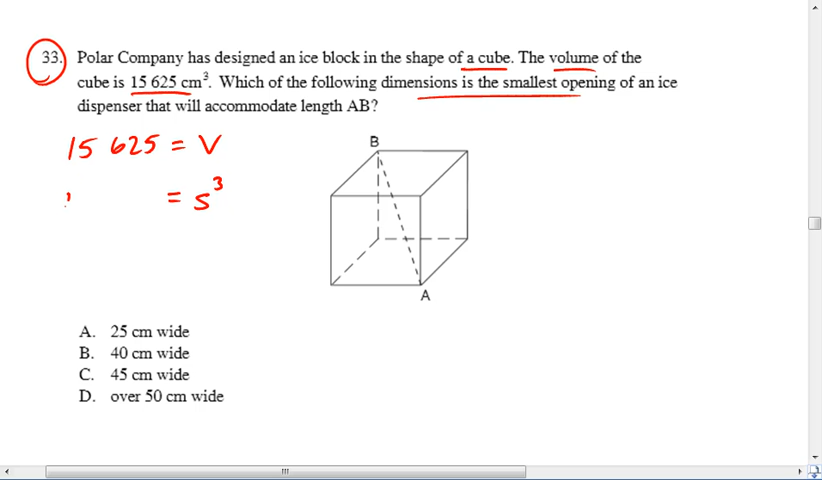 33. Polar Company has designed an ice block in the shape of a cube. The volume of the
cube is 15 625 cm³. Which of the following dimensions is the smallest opening of an ice
dispenser that will accommodate length AB?
15 625 = V
= s³
B
A
A. 25 cm wide
B. 40 cm wide
C. 45 cm wide
D. over 50 cm wide